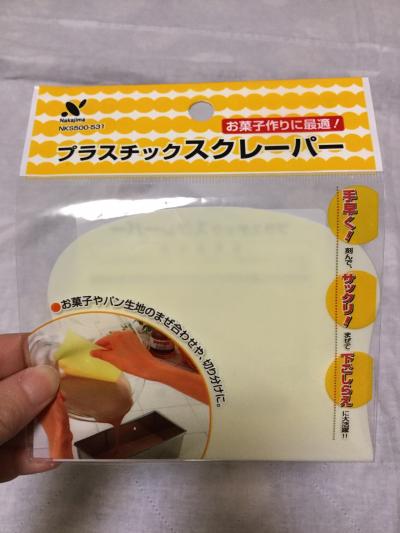 Nakajima
NKS500-531
お菓子作りに最適!
プラスチックスクレーパー
手早く!
刻んで、
サックリ!
まぜて
下ごしらえ
に大活躍!!
●お菓子やパン生地のまぜ合わせや、切り分けに。